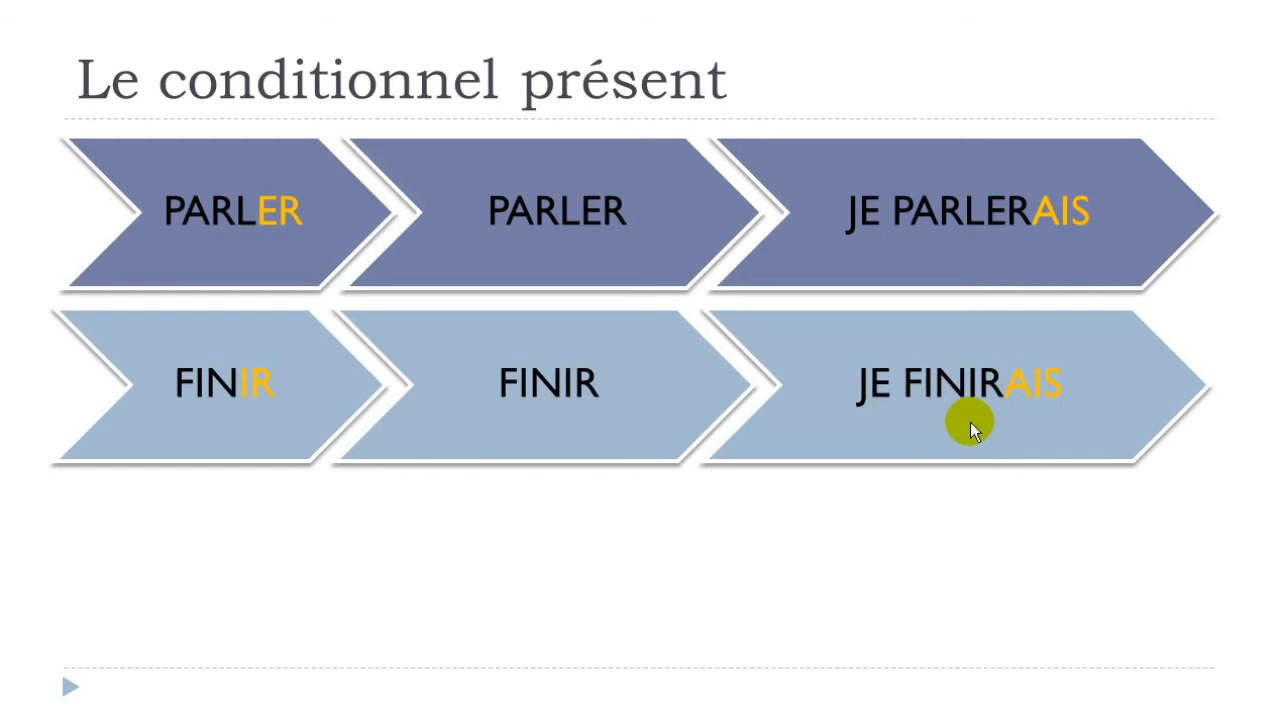 Le conditionnel présent
PARLER
PARLER
JE PARLERAIS
FINIR
FINIR
JE FINIRAIS